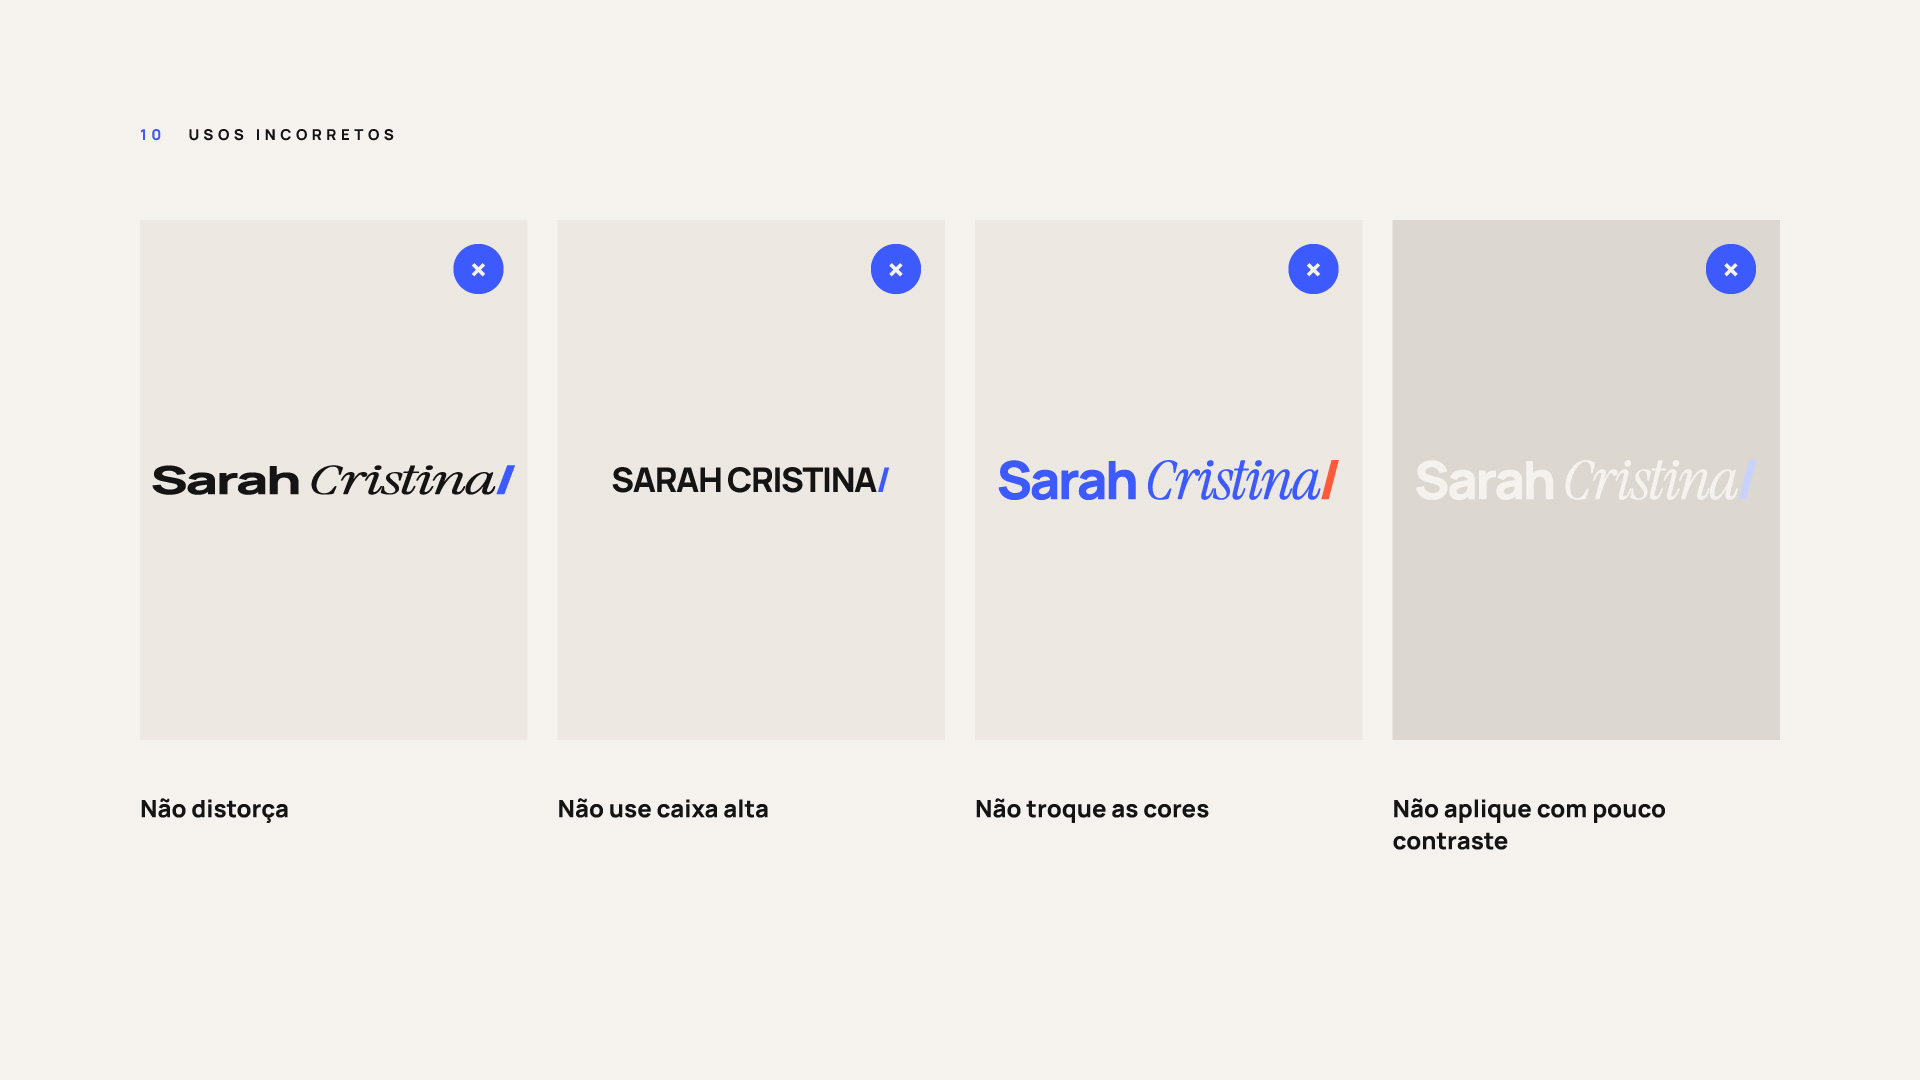 10 USOS INCORRETOS
×
×
×
×
Sarah Cristina/
SARAH CRISTINA/
Sarah Cristina/
Sarah Cristina/
Não distorça
Não use caixa alta
Não troque as cores
Não aplique com pouco
contraste